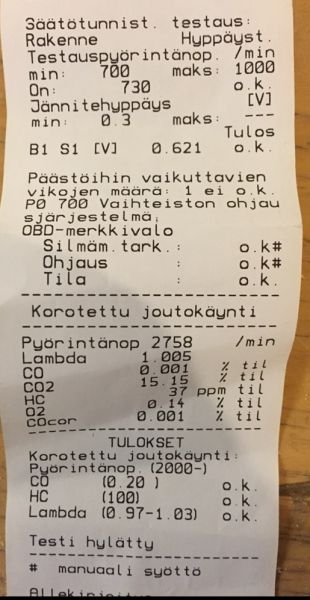 Säätötunnist. testaus:
Rakenne Hyppäyst.
Testauspyörintänop. /min
min: 700 maks: 1000
On: 730 o.k.
Jännitehyppäys [V]
min: 0.3 maks: ---
Tulos
B1 S1 [V] 0.621 o.k.
Päästöihin vaikuttavien
vikojen määrä: 1 ei o.k.
P0 700 Vaihteiston ohjau
sjärjestelmä,
OBD-merkkivalo
Silmäm.tark.: o.k#
Ohjaus : o.k#
Tila : o.k.
Korotettu joutokäynti
Pyörintänop 2758 /min
Lambda 1.005
CO 0.001 % til
CO2 15.15 % til
HC 37 ppm til
O2 0.14 % til
COcor 0.001 % til
TULOKSET
Korotettu joutokäynti:
Pyörintänop. (2000-)
CO (0.20 ) o.k.
HC (100) o.k.
Lambda (0.97-1.03) o.k.
Testi hylätty
# manuaali syöttö